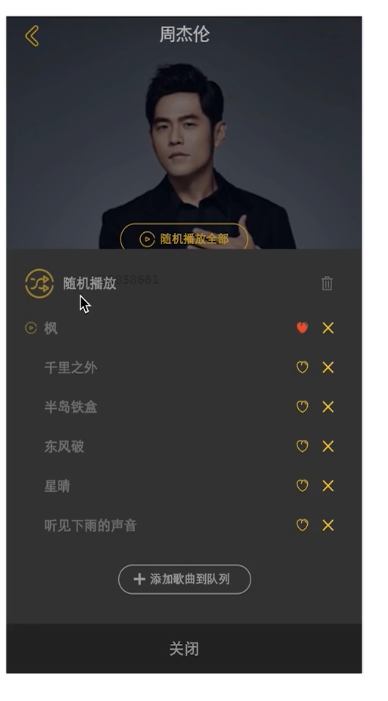 周杰伦
随机播放全部
随机播放
枫
千里之外
半岛铁盒
东风破
星晴
听见下雨的声音
添加歌曲到队列
关闭